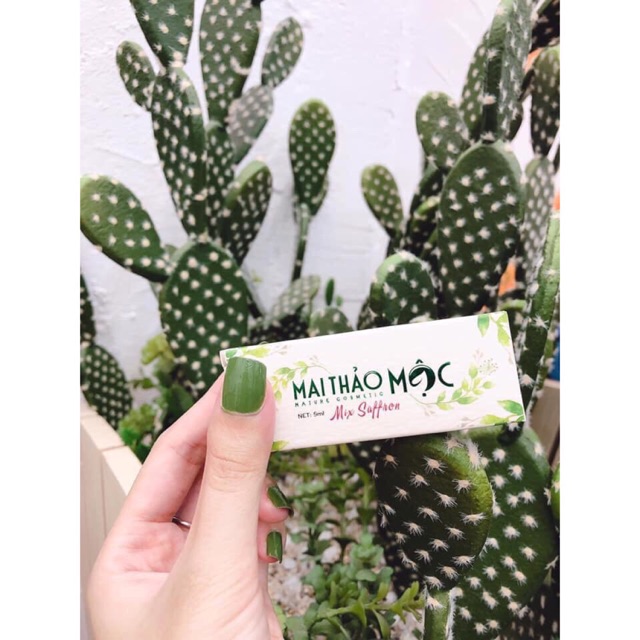 MAI THẢO MỘC
NATURE COSMETIC
NET: 5ml Mix Saffron